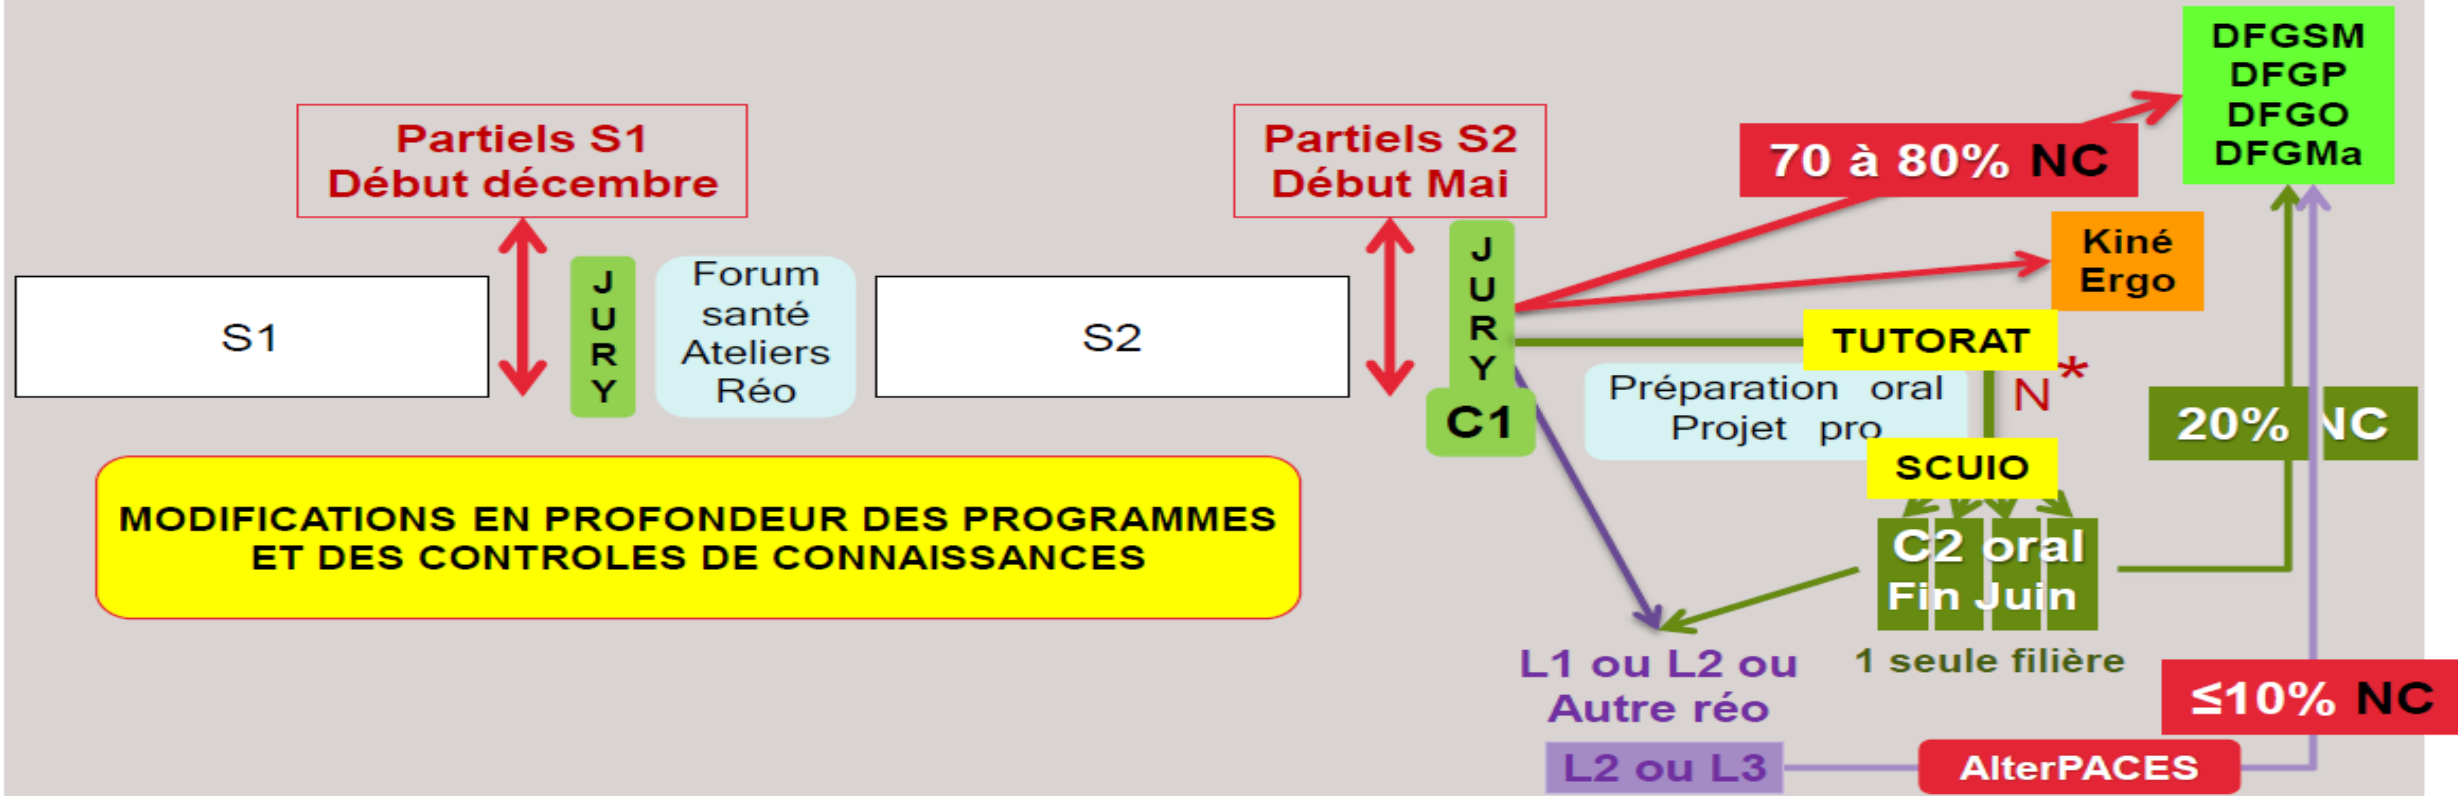 Partiels S1
Début décembre
S1
J
U
R
Y
Forum
santé
Ateliers
Réo
Partiels S2
Début Mai
S2
J
U
R
Y
C1
MODIFICATIONS EN PROFONDEUR DES PROGRAMMES
ET DES CONTROLES DE CONNAISSANCES
70 à 80% NC
DFGSM
DFGP
DFGO
DFGMa
Kiné
Ergo
TUTORAT
N*
Préparation oral
Projet pro
SCUIO
20% NC
C2 oral
Fin Juin
1 seule filière
L1 ou L2 ou
Autre réo
L2 ou L3
AlterPACES
≤10% NC